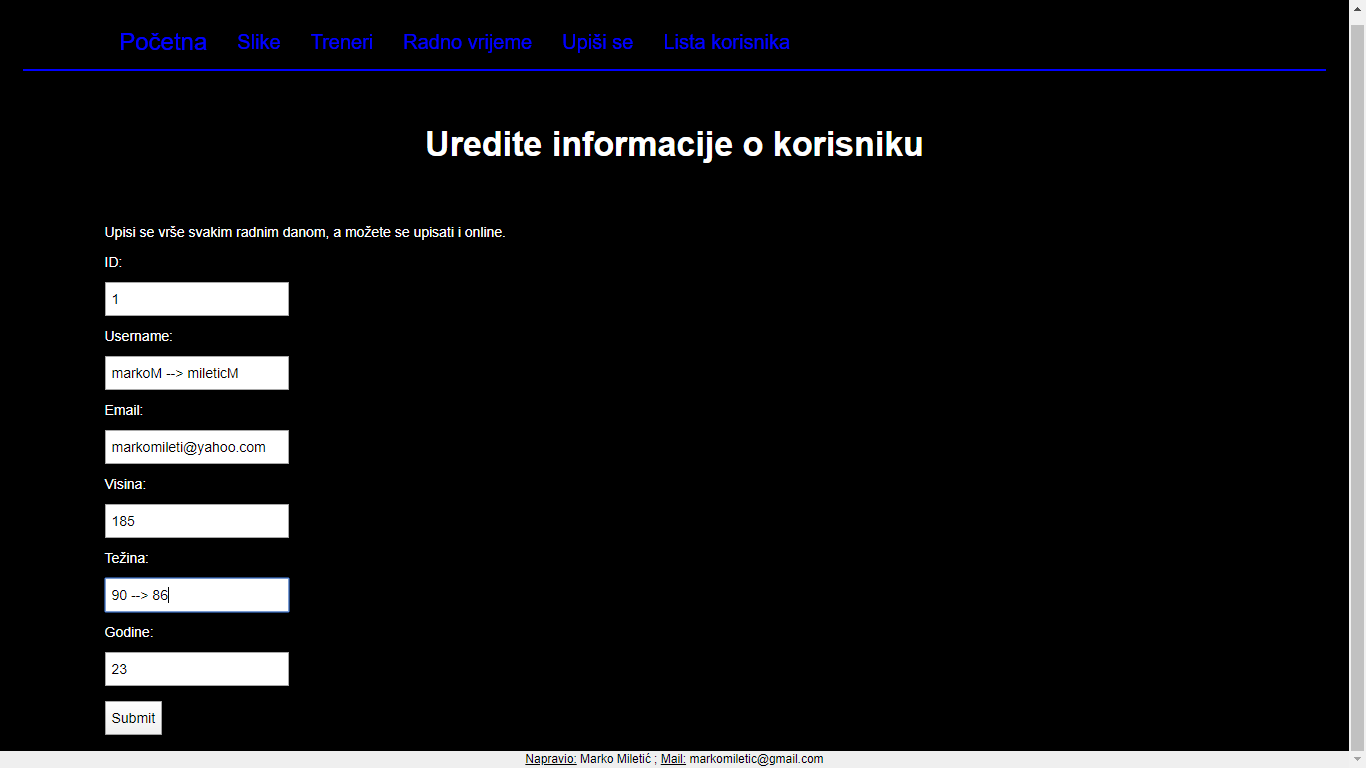 Početna Slike Treneri Radno vrijeme Upiši se Lista korisnika
Uredite informacije o korisniku
Upisi se vrše svakim radnim danom, a možete se upisati i online.
ID:
1
Username:
markoM --> mileticM
Email:
markomileti@yahoo.com
Visina:
185
Težina:
90 --> 86
Godine:
23
Submit
Napravio: Marko Miletić ; Mail: markomiletic@gmail.com